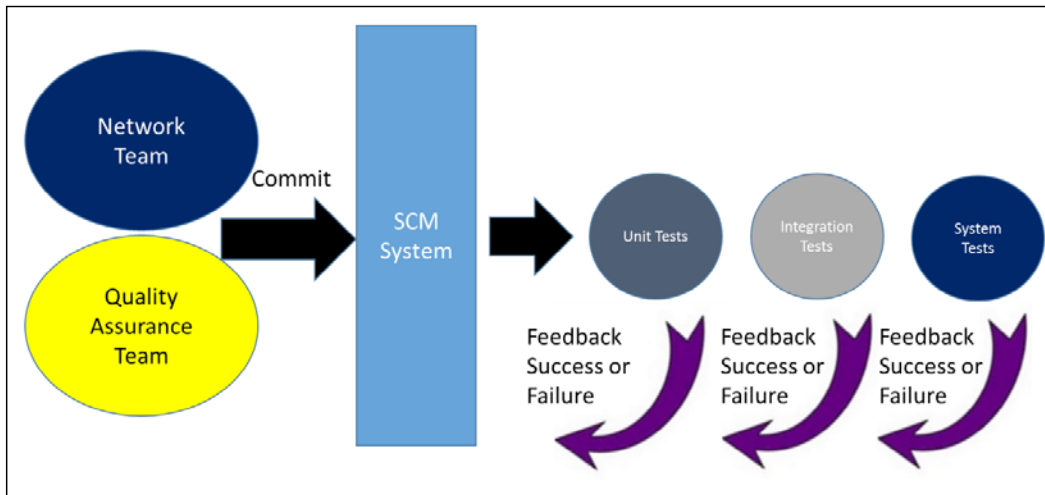 Network
Team
Commit
Quality
Assurance
Team
SCM
System
Unit Tests
Integration
Tests
System
Tests
Feedback
Success or
Failure
Feedback
Success or
Failure
Feedback
Success or
Failure